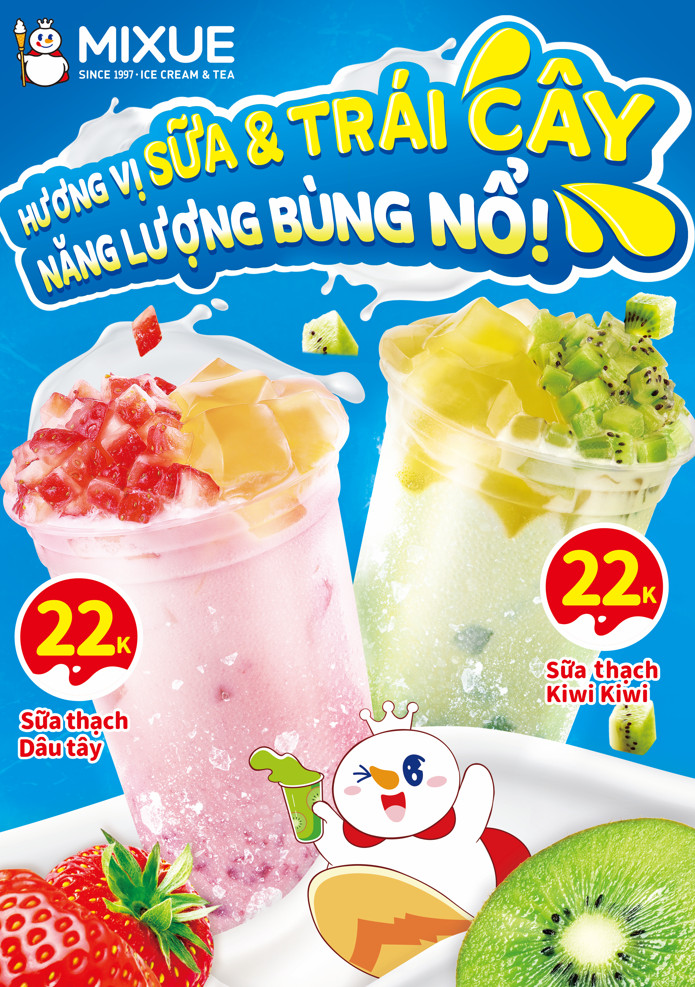 MIXUE
SINCE 1997·ICE CREAM & TEA
HƯƠNG VỊ SỮA & TRÁI CÂY
NĂNG LƯỢNG BÙNG NỔ!
22K
Sữa thạch
Dâu tây
22K
Sữa thạch
Kiwi Kiwi